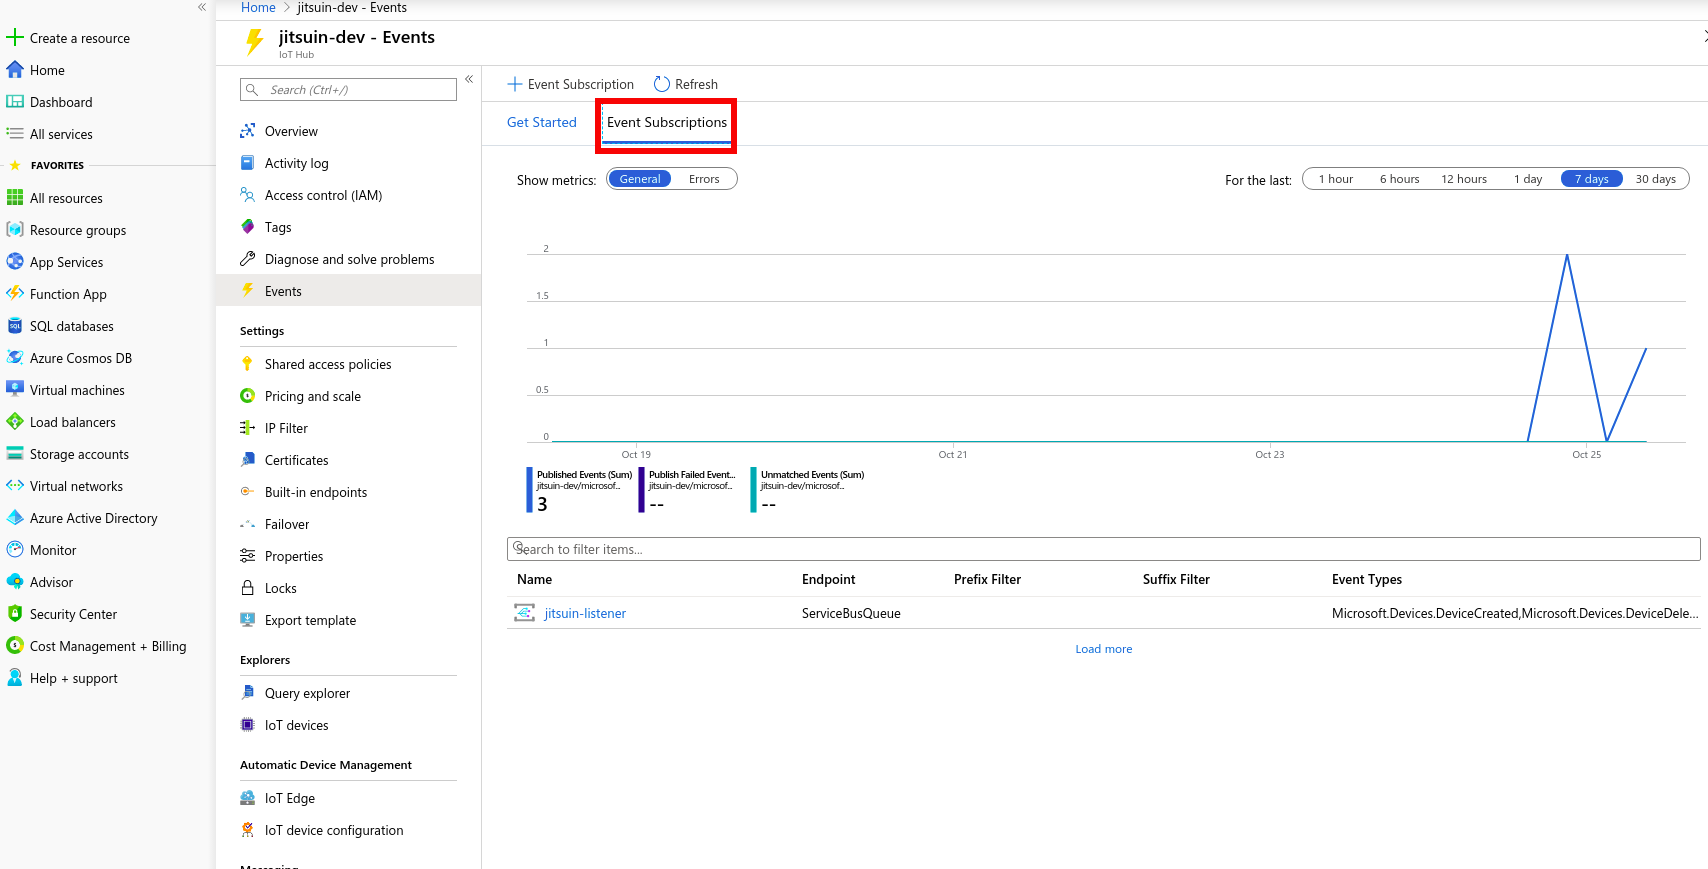 Home > jitsuin-dev - Events
jitsuin-dev - Events
IoT Hub
Create a resource
Home
Dashboard
All services
FAVORITES
All resources
Resource groups
App Services
Function App
SQL databases
Azure Cosmos DB
Virtual machines
Load balancers
Storage accounts
Virtual networks
Azure Active Directory
Monitor
Advisor
Security Center
Cost Management + Billing
Help + support
Search (Ctrl+/)
Overview
Activity log
Access control (IAM)
Tags
Diagnose and solve problems
Events
Settings
Shared access policies
Pricing and scale
IP Filter
Certificates
Built-in endpoints
Failover
Properties
Locks
Export template
Explorers
Query explorer
IoT devices
Automatic Device Management
IoT Edge
IoT device configuration
Messaging
Event Subscription Refresh
Get Started Event Subscriptions
Show metrics: General Errors
For the last: 1 hour 6 hours 12 hours 1 day 7 days 30 days
2
1.5
1
0.5
0
Oct 19 Oct 21 Oct 23 Oct 25
Published Events (Sum)
jitsuin-dev/microsof..
3
Publish Failed Event...
jitsuin-dev/microsof..
--
Unmatched Events (Sum)
jitsuin-dev/microsof..
--
Search to filter items...
Name Endpoint Prefix Filter Suffix Filter Event Types
jitsuin-listener ServiceBusQueue Microsoft.Devices.DeviceCreated,Microsoft.Devices.DeviceDele...
Load more